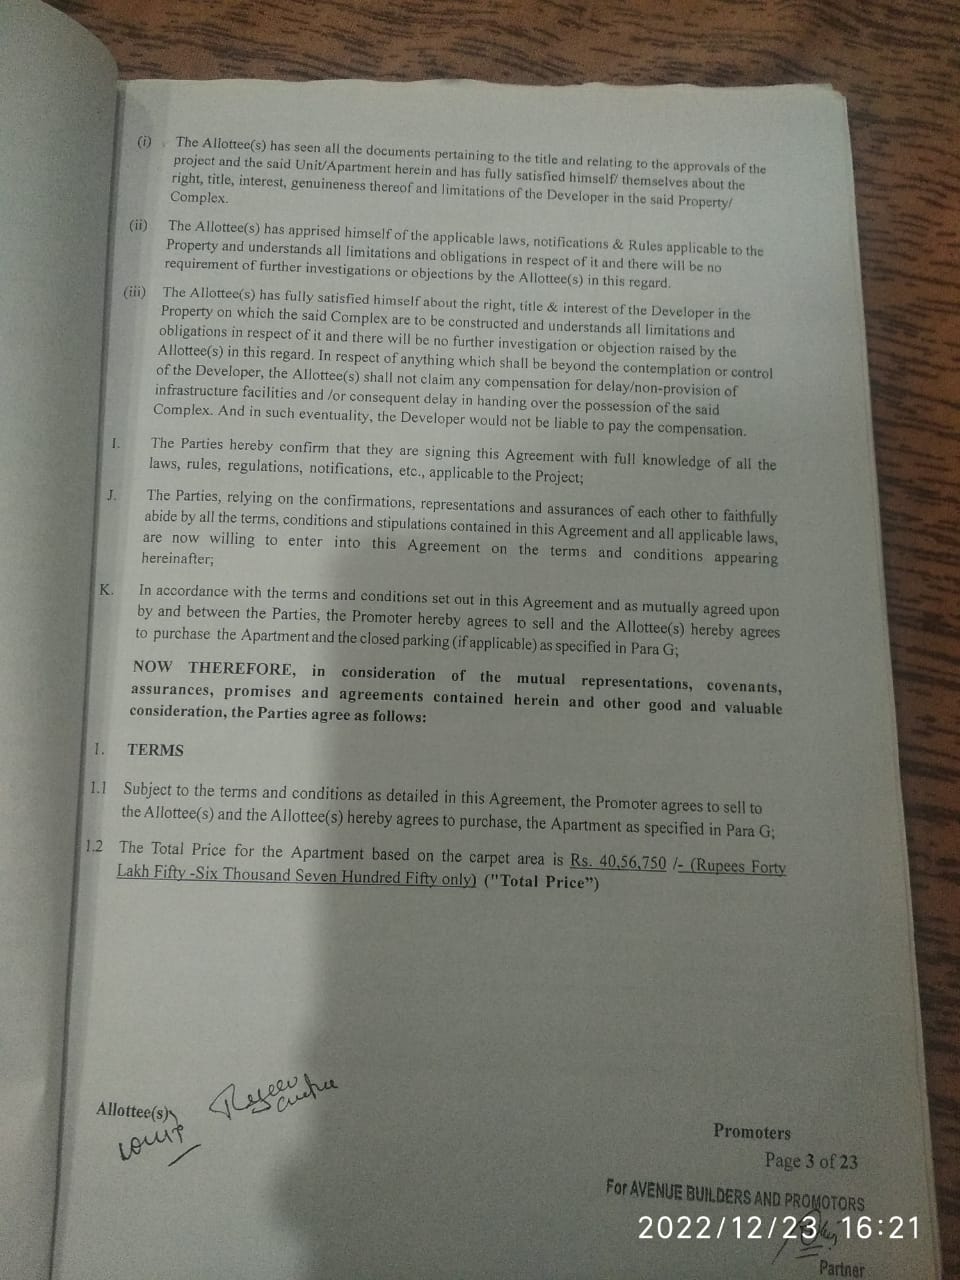 (i) The Allottee(s) has seen all the documents pertaining to the title and relating to the approvals of the
project and the said Unit/Apartment herein and has fully satisfied himself/ themselves about the
right, title, interest, genuineness thereof and limitations of the Developer in the said Property/
Complex.
(ii) The Allottee(s) has apprised himself of the applicable laws, notifications & Rules applicable to the
Property and understands all limitations and obligations in respect of it and there will be no
requirement of further investigations or objections by the Allottee(s) in this regard.
(iii) The Allottee(s) has fully satisfied himself about the right, title & interest of the Developer in the
Property on which the said Complex are to be constructed and understands all limitations and
obligations in respect of it and there will be no further investigation or objection raised by the
Allottee(s) in this regard. In respect of anything which shall be beyond the contemplation or control
of the Developer, the Allottee(s) shall not claim any compensation for delay/non-provision of
infrastructure facilities and /or consequent delay in handing over the possession of the said
Complex. And in such eventuality, the Developer would not be liable to pay the compensation.
I. The Parties hereby confirm that they are signing this Agreement with full knowledge of all the
laws, rules, regulations, notifications, etc., applicable to the Project;
J. The Parties, relying on the confirmations, representations and assurances of each other to faithfully
abide by all the terms, conditions and stipulations contained in this Agreement and all applicable laws,
are now willing to enter into this Agreement on the terms and conditions appearing
hereinafter;
K. In accordance with the terms and conditions set out in this Agreement and as mutually agreed upon
by and between the Parties, the Promoter hereby agrees to sell and the Allottee(s) hereby agrees
to purchase the Apartment and the closed parking (if applicable) as specified in Para G;
NOW THEREFORE, in consideration of the mutual representations, covenants,
assurances, promises and agreements contained herein and other good and valuable
consideration, the Parties agree as follows:
1. TERMS
1.1 Subject to the terms and conditions as detailed in this Agreement, the Promoter agrees to sell to
the Allottee(s) and the Allottee(s) hereby agrees to purchase, the Apartment as specified in Para G;
1.2 The Total Price for the Apartment based on the carpet area is Rs. 40,56,750 /- (Rupees Forty
Lakh Fifty -Six Thousand Seven Hundred Fifty only) ("Total Price”)
Allottee(s)
Promoters
Page 3 of 23
For AVENUE BUILDERS AND PROMOTORS
2022/12/23 16:21
Partner